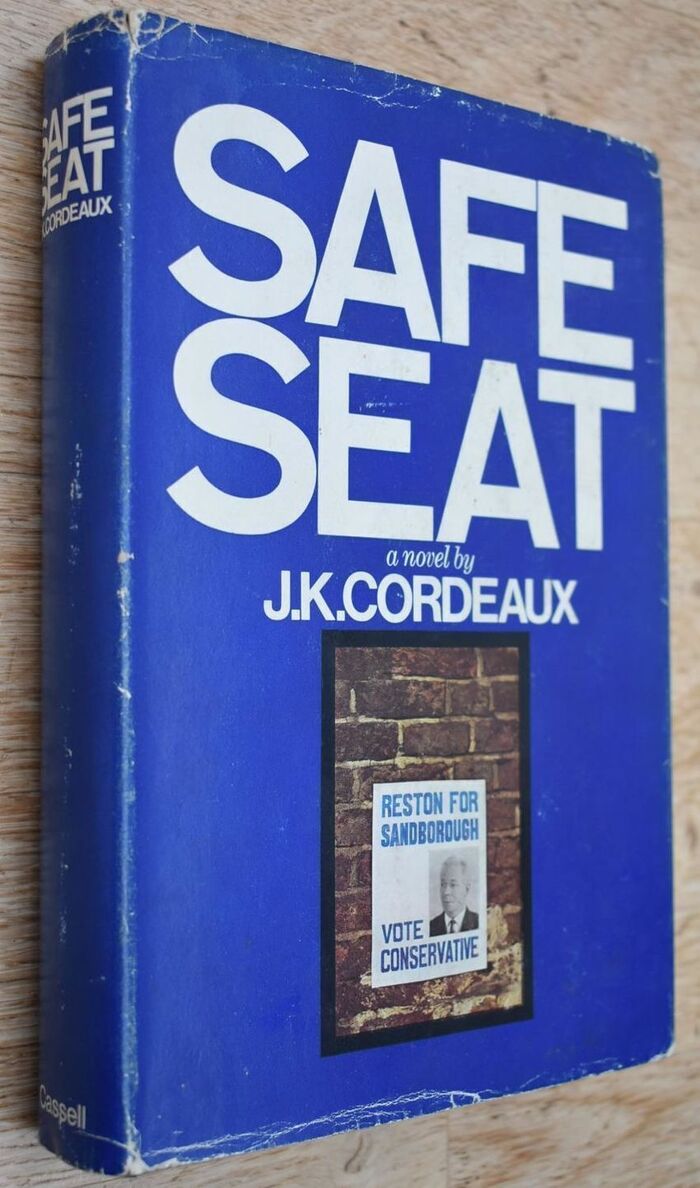 SAFE
SEAT
J.K.CORDEAUX
SAFE
SEAT
a novel by
J.K.CORDEAUX
RESTON FOR
SANDBOROUGH
VOTE
CONSERVATIVE
Cassell